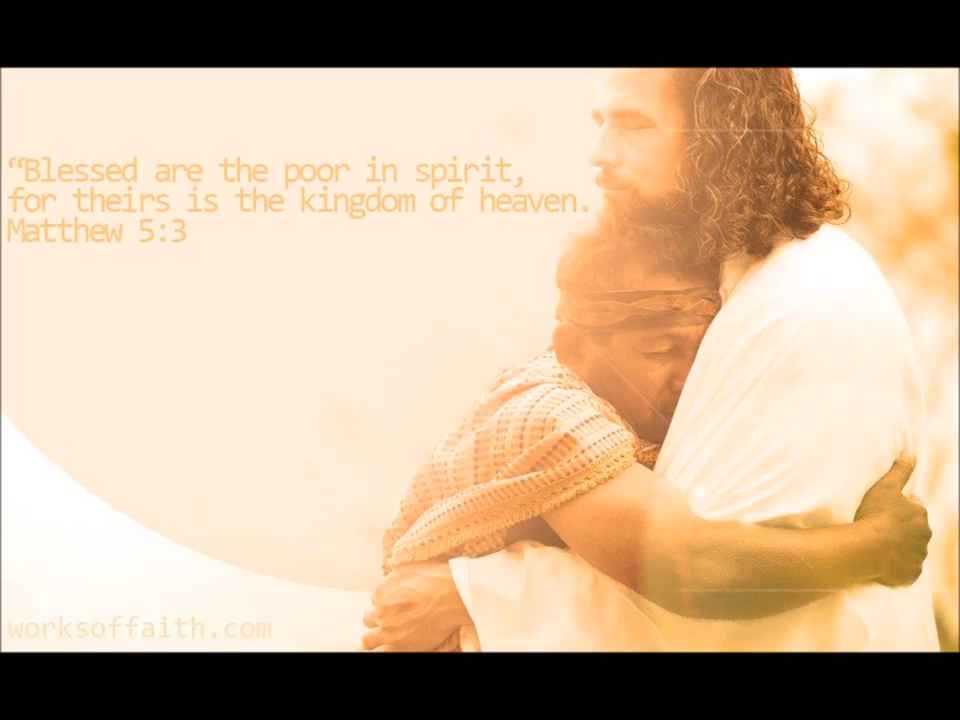 “Blessed are the poor in spirit,
for theirs is the kingdom of heaven.
Matthew 5:3
worksoffaith.com